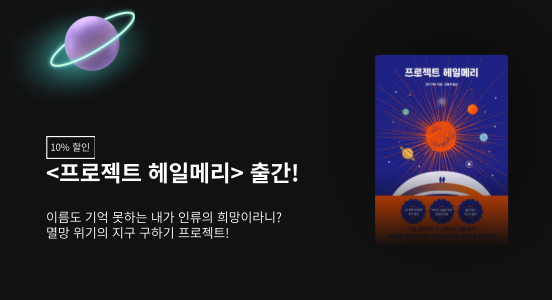 10% 할인
<프로젝트 헤일메리> 출간!
이름도 기억 못하는 내가 인류의 희망이라니?
멸망 위기의 지구 구하기 프로젝트!
프로젝트 헤일메리